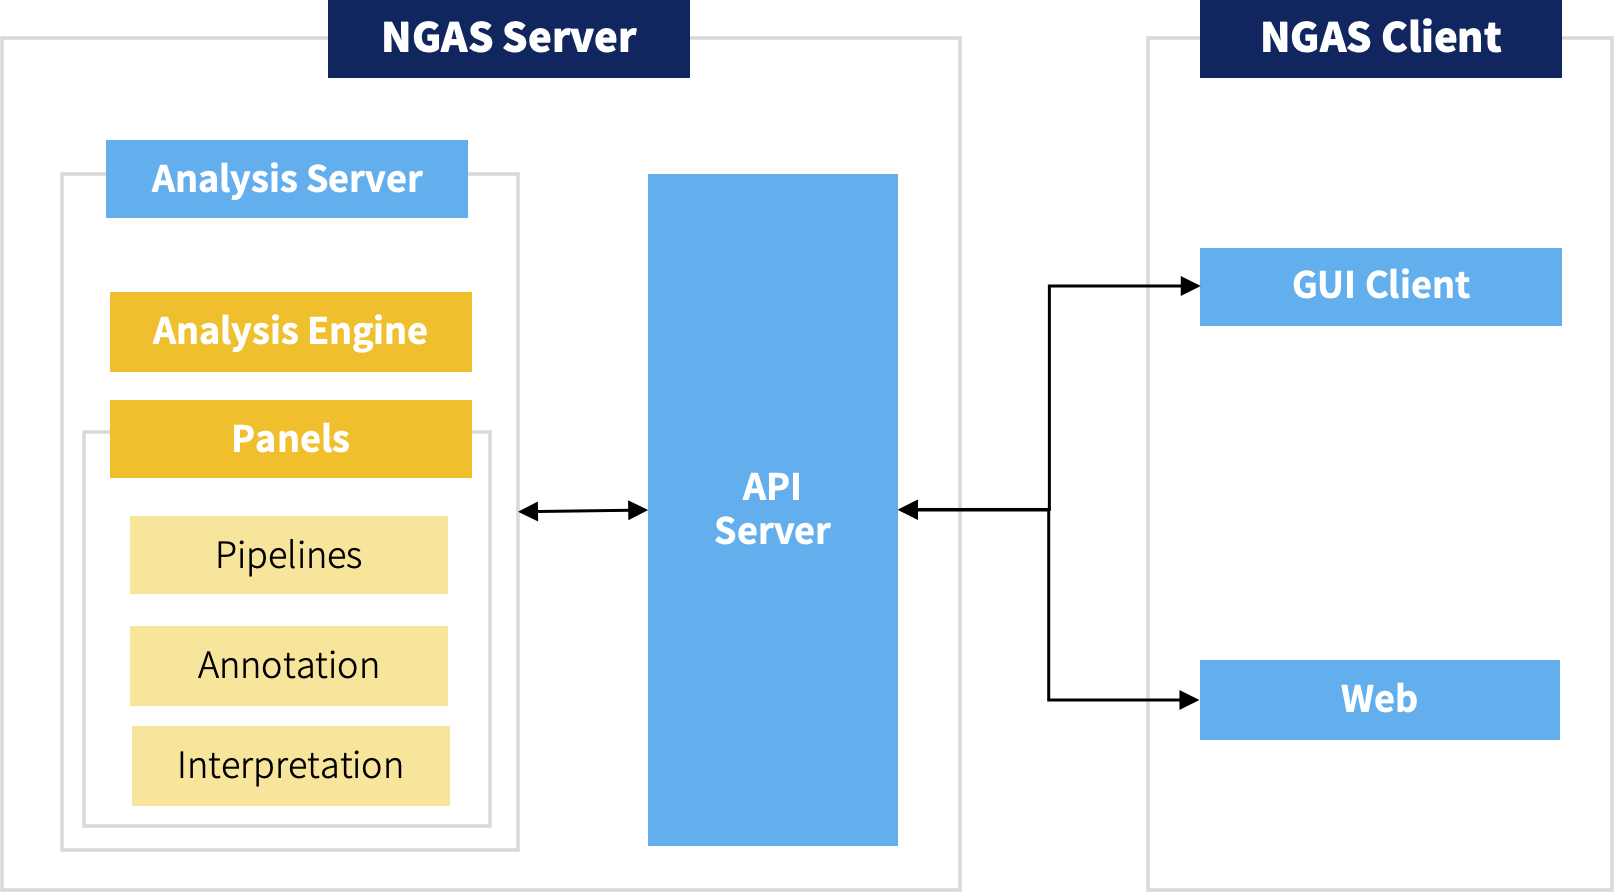 NGAS Server
NGAS Client
Analysis Server
Analysis Engine
Panels
Pipelines
Annotation
Interpretation
API
Server
GUI Client
Web